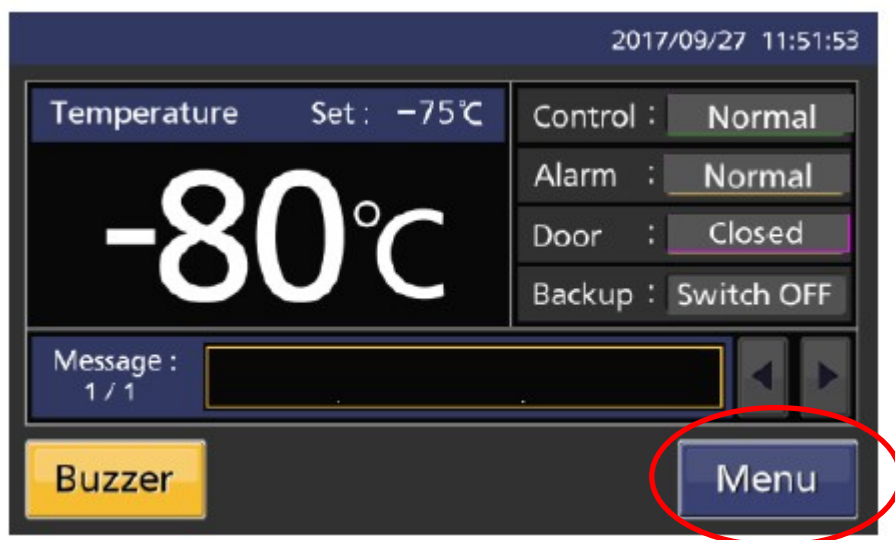 2017/09/27 11:51:53
Temperature Set : −75℃
-80℃
Control : Normal
Alarm : Normal
Door : Closed
Backup : Switch OFF
Message :
1 / 1
Buzzer
Menu